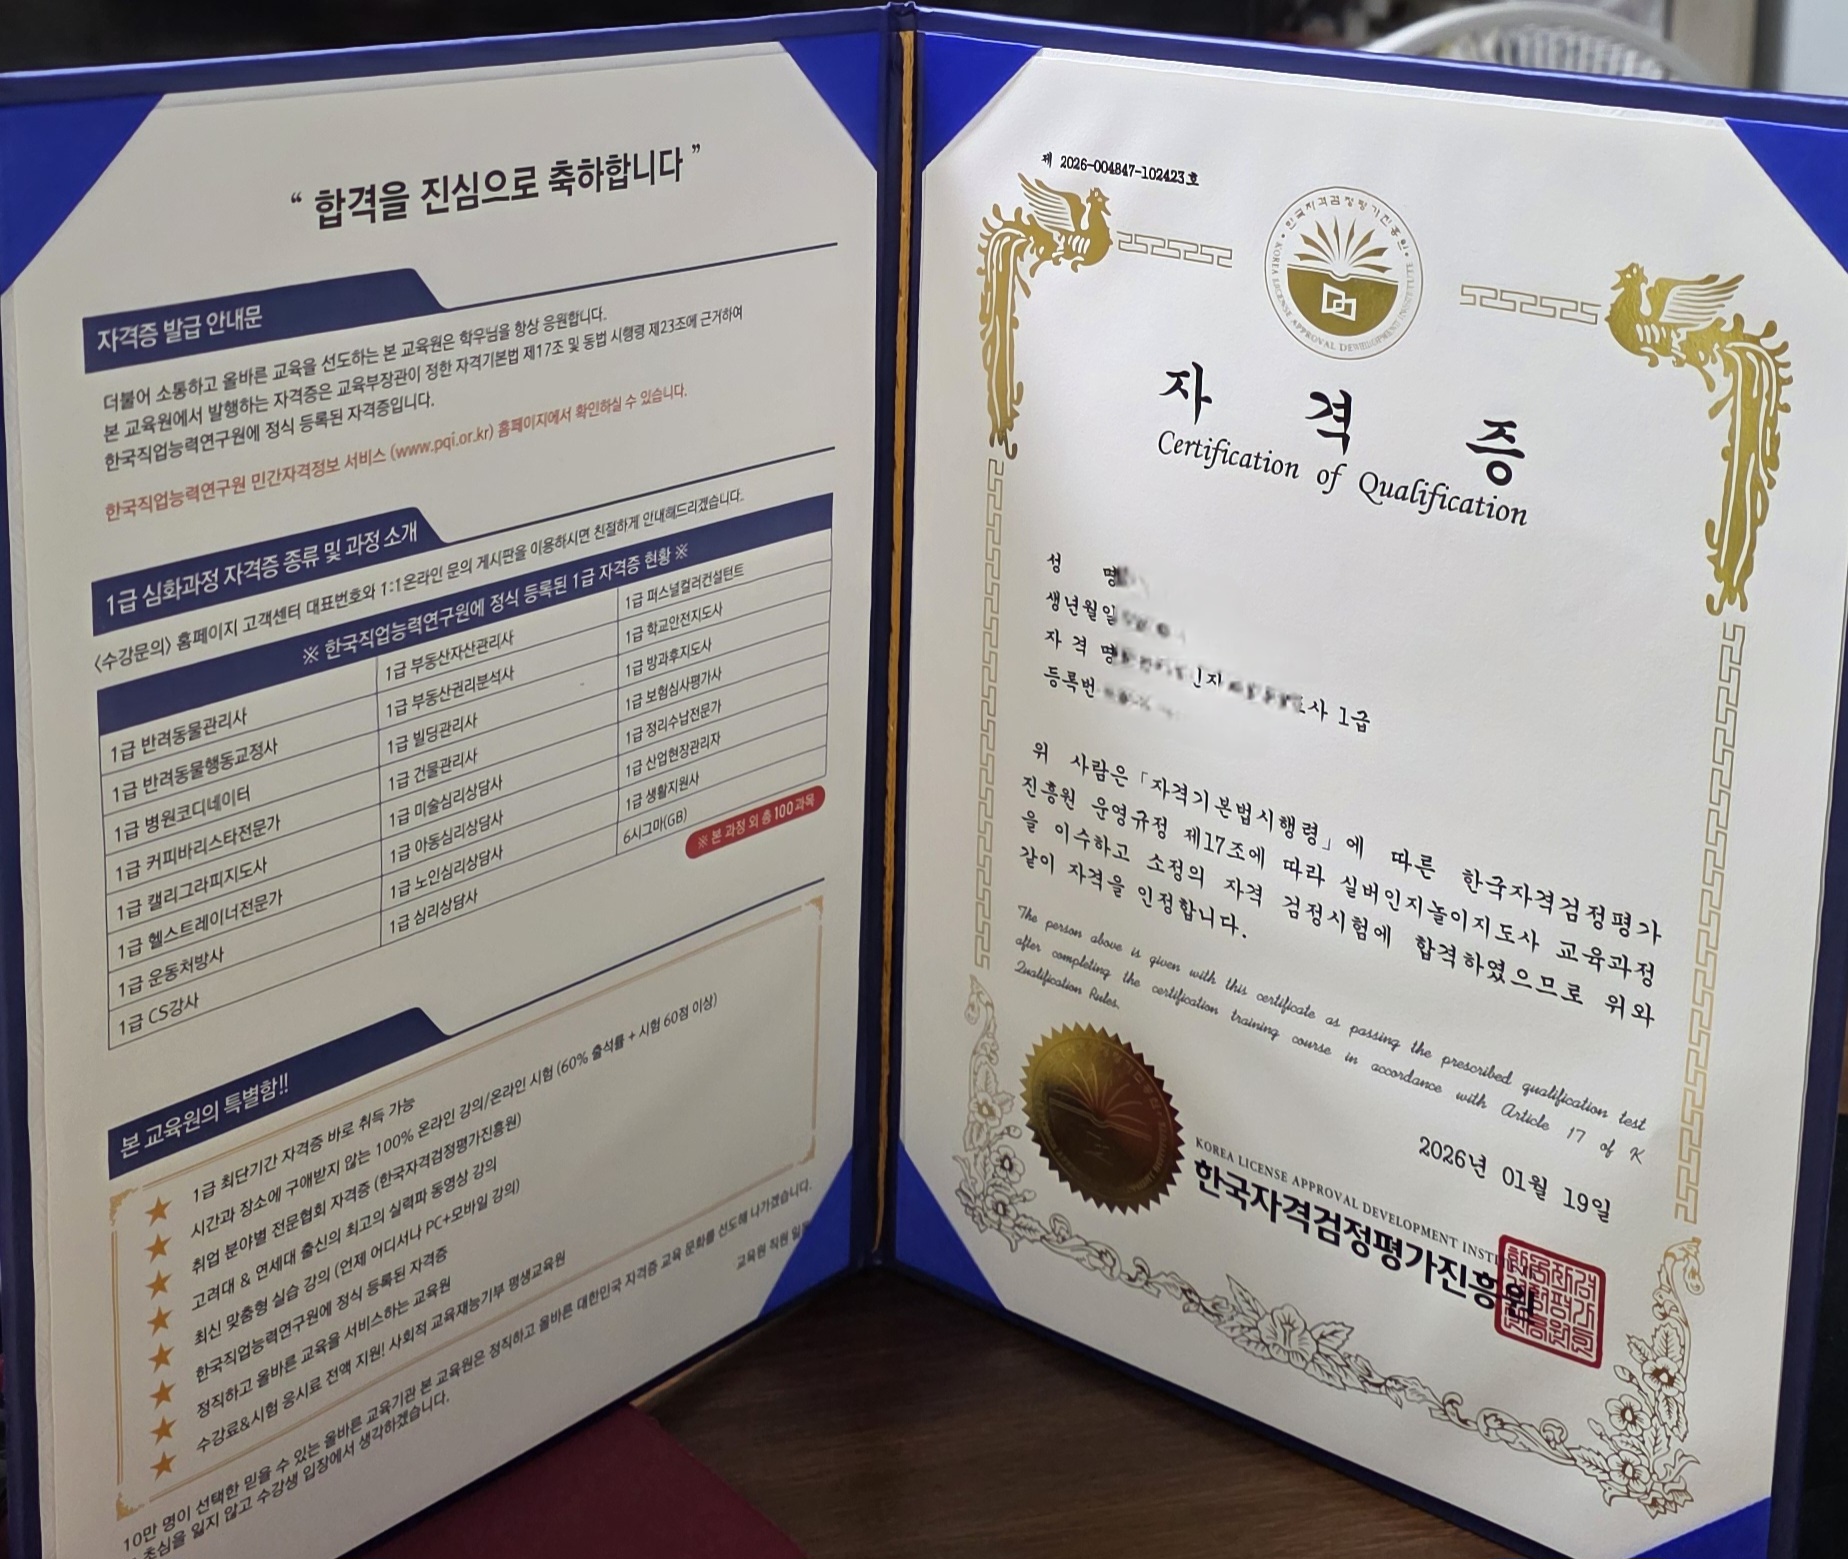 “ 합격을 진심으로 축하합니다 ”
자격증 발급 안내문
더불어 소통하고 올바른 교육을 선도하는 본 교육원은 학우님을 항상 응원합니다.
본 교육원에서 발행하는 자격증은 교육부장관이 정한 자격기본법 제17조 및 동법 시행령 제23조에 근거하여
한국직업능력연구원에 정식 등록된 자격증입니다.
한국직업능력연구원 민간자격정보 서비스 (www.pqi.or.kr) 홈페이지에서 확인하실 수 있습니다.
1급 심화과정 자격증 종류 및 과정 소개
<수강문의> 홈페이지 고객센터 대표번호와 1:1온라인 문의 게시판을 이용하시면 친절하게 안내해드리겠습니다.
※ 한국직업능력연구원에 정식 등록된 1급 자격증 현황 ※
1급 반려동물관리사 1급 부동산자산관리사 1급 퍼스널컬러컨설턴트
1급 반려동물행동교정사 1급 부동산권리분석사 1급 학교안전지도사
1급 병원코디네이터 1급 빌딩관리사 1급 방과후지도사
1급 커피바리스타전문가 1급 건물관리사 1급 보험심사평가사
1급 캘리그라피지도사 1급 미술심리상담사 1급 정리수납전문가
1급 헬스트레이너전문가 1급 아동심리상담사 1급 산업현장관리자
1급 운동처방사 1급 노인심리상담사 1급 생활지원사
1급 CS강사 1급 심리상담사 6시그마(GB)
※ 본 과정 외 총 100과목
본 교육원의 특별함!!
1급 최단기간 자격증 바로 취득 가능
시간과 장소에 구애받지 않는 100% 온라인 강의/온라인 시험 (60% 출석률 + 시험 60점 이상)
취업 분야별 전문협회 자격증 (한국자격검정평가진흥원)
고려대 & 연세대 출신의 최고의 실력파 동영상 강의
최신 맞춤형 실습 강의 (언제 어디서나 PC+모바일 강의)
한국직업능력연구원에 정식 등록된 자격증
정직하고 올바른 교육을 서비스하는 교육원
수강료&시험 응시료 전액 지원! 사회적 교육재능기부 평생교육원
10만 명이 선택한 믿을 수 있는 올바른 교육기관 본 교육원은 정직하고 올바른 대한민국 자격증 교육 문화를 선도해 나가겠습니다.
초심을 잃지 않고 수강생 입장에서 생각하겠습니다.
교육원 직원 일동
제 2026-004847-102423호
한국자격검정평가진흥원
KOREA LICENSE APPROVAL DEVELOPMENT INSTITUTE
자 격 증
Certification of Qualification
성 명
생년월일
자 격 명 사 1급
등록번
위 사람은 「자격기본법시행령」에 따른 한국자격검정평가
진흥원 운영규정 제17조에 따라 실버인지놀이지도사 교육과정
을 이수하고 소정의 자격 검정시험에 합격하였으므로 위와
같이 자격을 인정합니다.
The person above is given with this certificate as passing the prescribed qualification test
after completing the certification training course in accordance with Article 17 of K
Qualification Rules.
2026년 01월 19일
KOREA LICENSE APPROVAL DEVELOPMENT INSTITUTE
한국자격검정평가진흥원